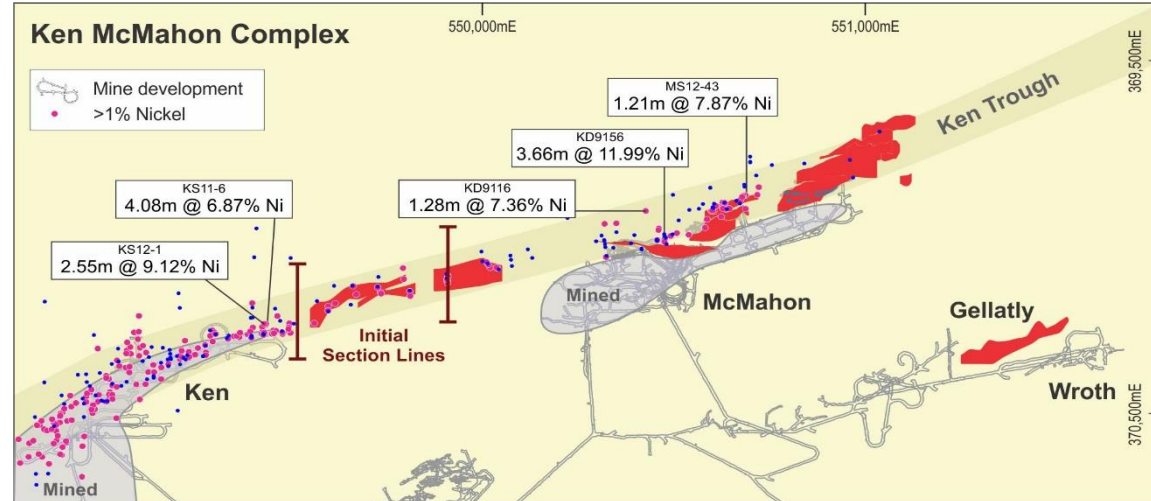 Ken McMahon Complex
550,000mE
551,000mE
369,500mE
Mine development
>1% Nickel
MS12-43
1.21m @ 7.87% Ni
Ken Trough
KD9156
3.66m @ 11.99% Ni
KS11-6
4.08m @ 6.87% Ni
KD9116
1.28m @ 7.36% Ni
KS12-1
2.55m @ 9.12% Ni
Mined
McMahon
Initial
Section Lines
Gellatly
Ken
Wroth
370,500mE
Mined